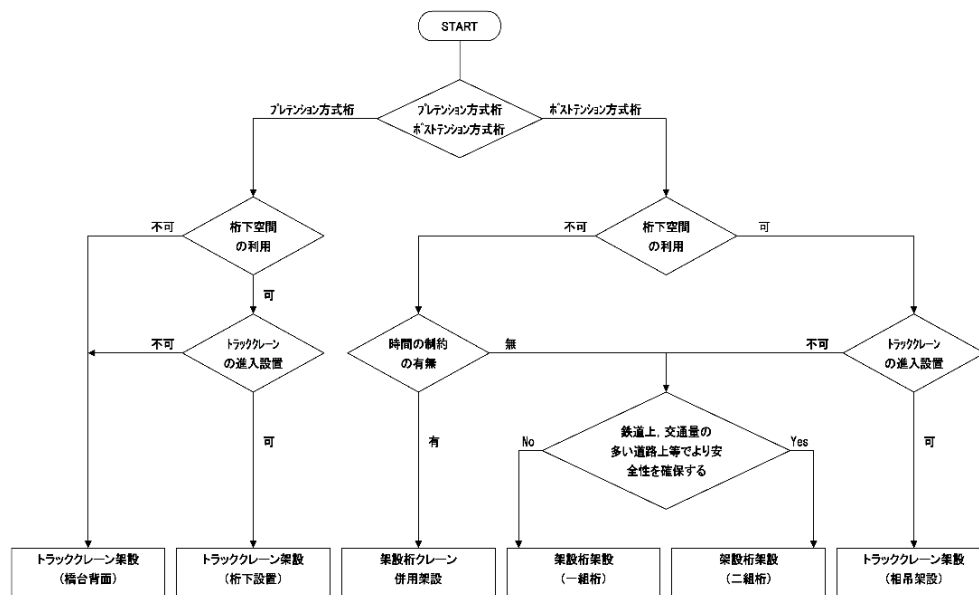 START
プレテンション方式桁
プレテンション方式桁
ポストテンション方式桁
ポストテンション方式桁
不可
桁下空間
の利用
不可
桁下空間
の利用
可
可
不可
トラッククレーン
の進入設置
時間の制約
の有無
無
不可
トラッククレーン
の進入設置
可
有
No
鉄道上，交通量の
多い道路上等でより安
全性を確保する
Yes
可
トラッククレーン架設
（橋台背面）
トラッククレーン架設
（桁下設置）
架設桁クレーン
併用架設
架設桁架設
（一組桁）
架設桁架設
（二組桁）
トラッククレーン架設
（相吊架設）